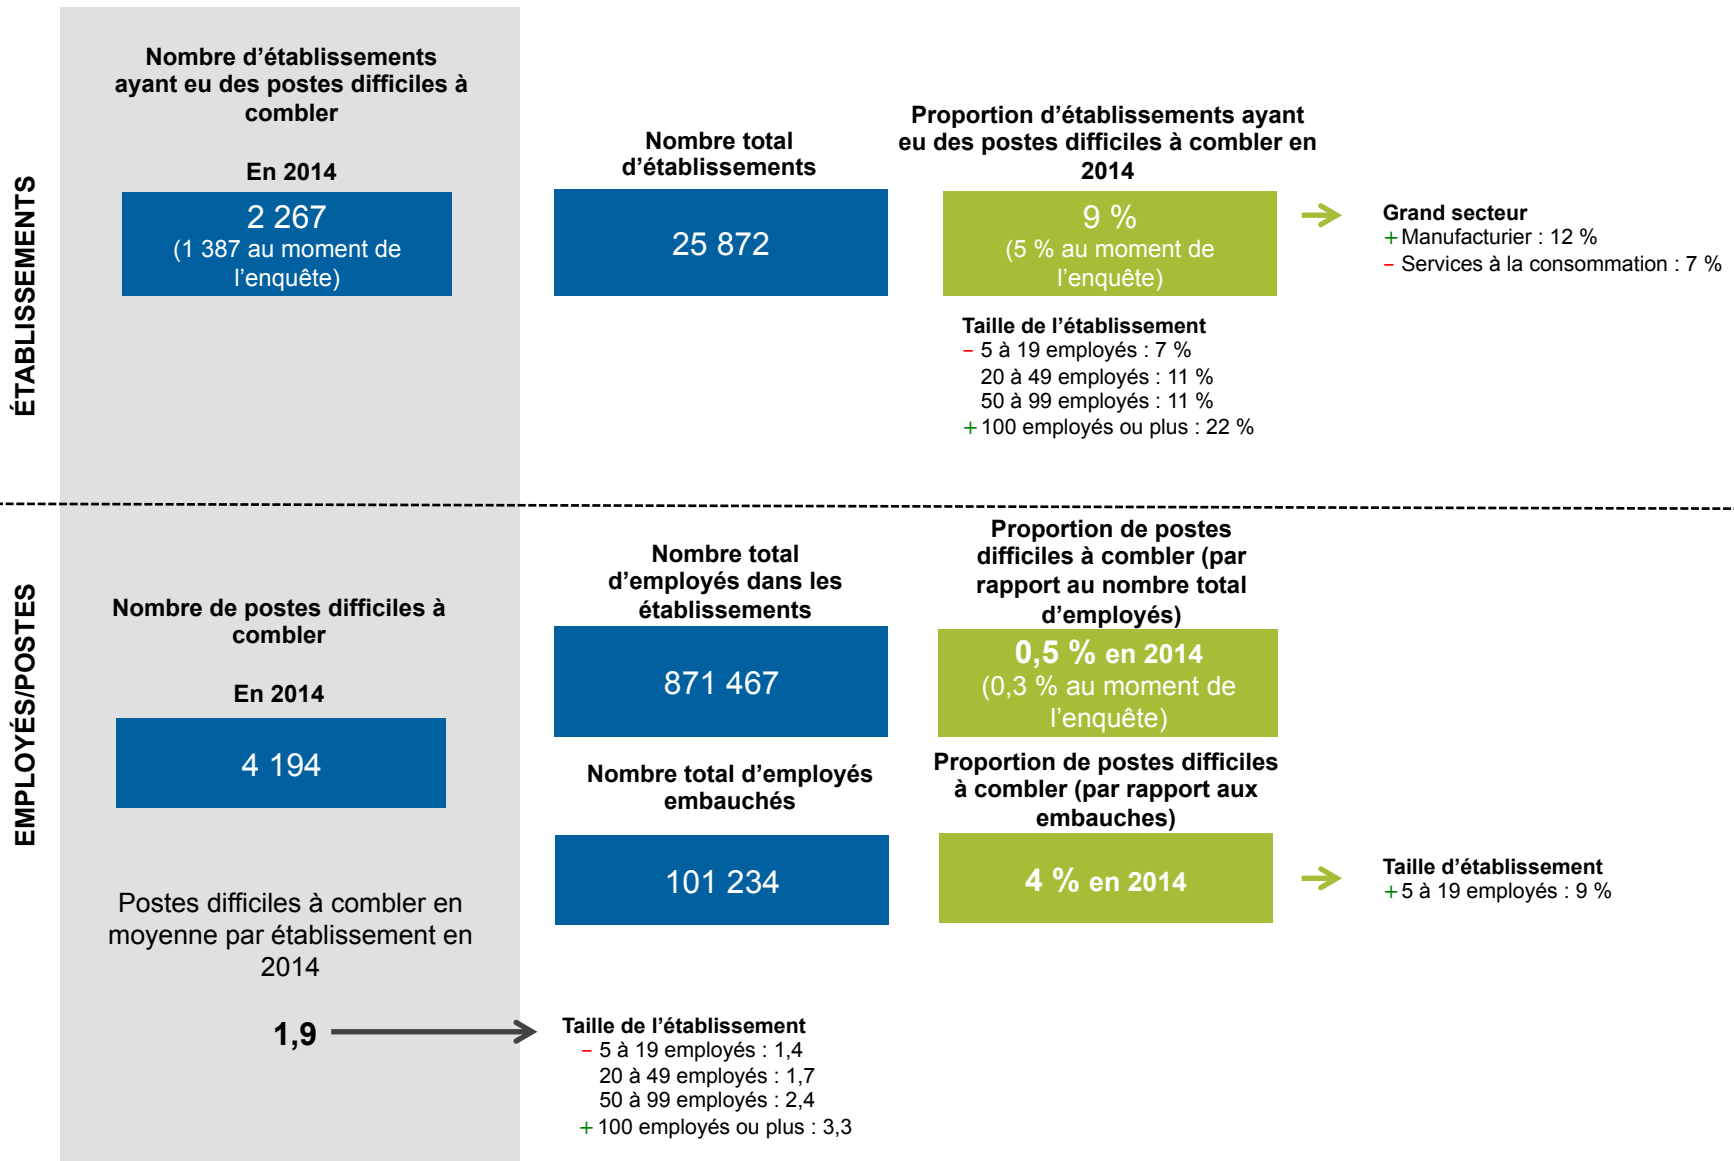 ÉTABLISSEMENTS
Nombre d’établissements
ayant eu des postes difficiles à
combler
En 2014
2 267
(1 387 au moment de
l’enquête)
Nombre total
d’établissements
25 872
Proportion d’établissements ayant
eu des postes difficiles à combler en
2014
9 %
(5 % au moment de
l’enquête)
Grand secteur
+ Manufacturier : 12 %
– Services à la consommation : 7 %
Taille de l’établissement
– 5 à 19 employés : 7 %
20 à 49 employés : 11 %
50 à 99 employés : 11 %
+ 100 employés ou plus : 22 %
EMPLOYÉS/POSTES
Nombre de postes difficiles à
combler
En 2014
4 194
Nombre total
d’employés dans les
établissements
871 467
Proportion de postes
difficiles à combler (par
rapport au nombre total
d’employés)
0,5 % en 2014
(0,3 % au moment de
l’enquête)
Nombre total d’employés
embauchés
101 234
Proportion de postes difficiles
à combler (par rapport aux
embauches)
4 % en 2014
Taille d’établissement
+ 5 à 19 employés : 9 %
Postes difficiles à combler en
moyenne par établissement en
2014
1,9
Taille de l’établissement
– 5 à 19 employés : 1,4
20 à 49 employés : 1,7
50 à 99 employés : 2,4
+ 100 employés ou plus : 3,3